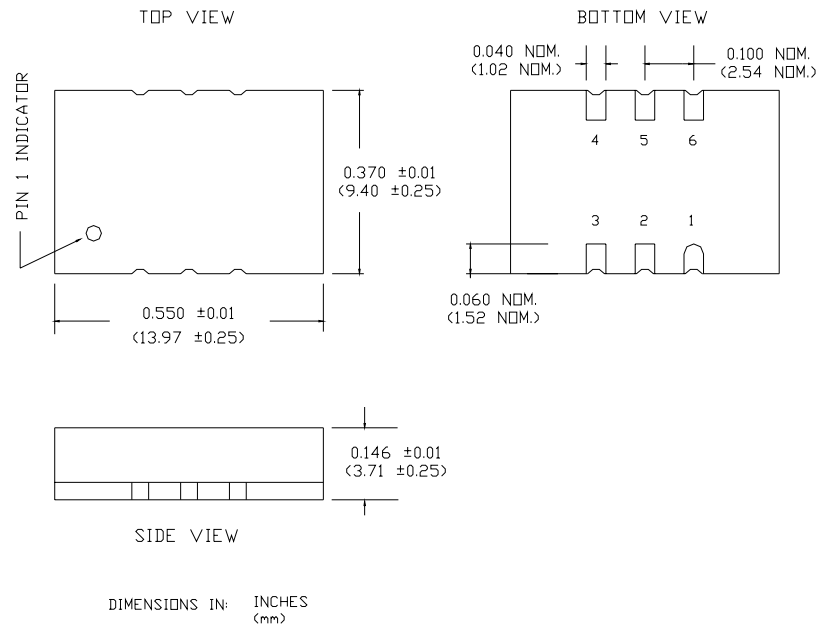 TOP VIEW
BOTTOM VIEW
0.040 NOM.
(1.02 NOM.)
0.100 NOM.
(2.54 NOM.)
PIN 1 INDICATOR
4 5 6
0.370 ±0.01
(9.40 ±0.25)
3 2 1
0.060 NOM.
(1.52 NOM.)
0.550 ±0.01
(13.97 ±0.25)
0.146 ±0.01
(3.71 ±0.25)
SIDE VIEW
DIMENSIONS IN: INCHES
(mm)